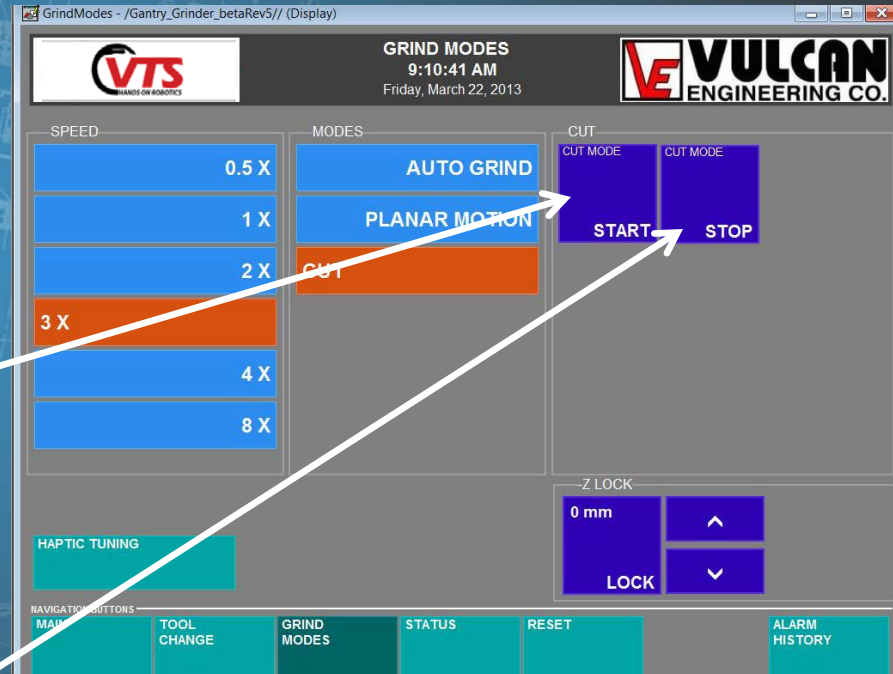 GrindModes - /Gantry_Grinder_betaRev5// (Display)
VTS
HANDS ON ROBOTICS
GRIND MODES
9:10:41 AM
Friday, March 22, 2013
VE VULCAN
ENGINEERING CO.
SPEED
0.5 X
1 X
2 X
3 X
4 X
8 X
MODES
AUTO GRIND
PLANAR MOTION
CUT
CUT
CUT MODE
START
CUT MODE
STOP
-Z LOCK
0 mm
LOCK
HAPTIC TUNING
NAVIGATION BUTTONS
MAIN
TOOL
CHANGE
GRIND
MODES
STATUS
RESET
ALARM
HISTORY